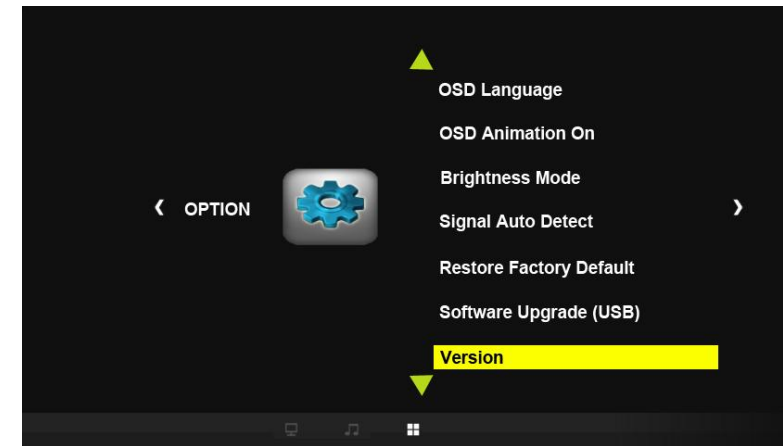 OSD Language
OSD Animation On
Brightness Mode
OPTION
Signal Auto Detect
Restore Factory Default
Software Upgrade (USB)
Version